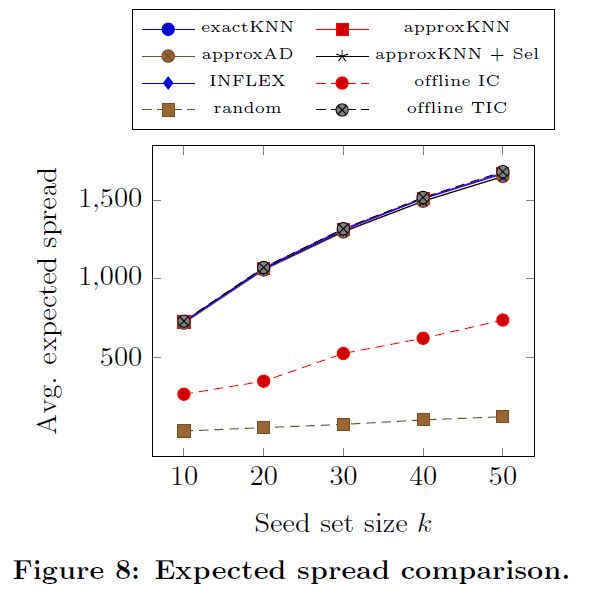 exactKNN approxKNN
approxAD approxKNN + Sel
INFLEX offline IC
random offline TIC
Avg. expected spread
1,500
1,000
500
10 20 30 40 50
Seed set size k
Figure 8: Expected spread comparison.